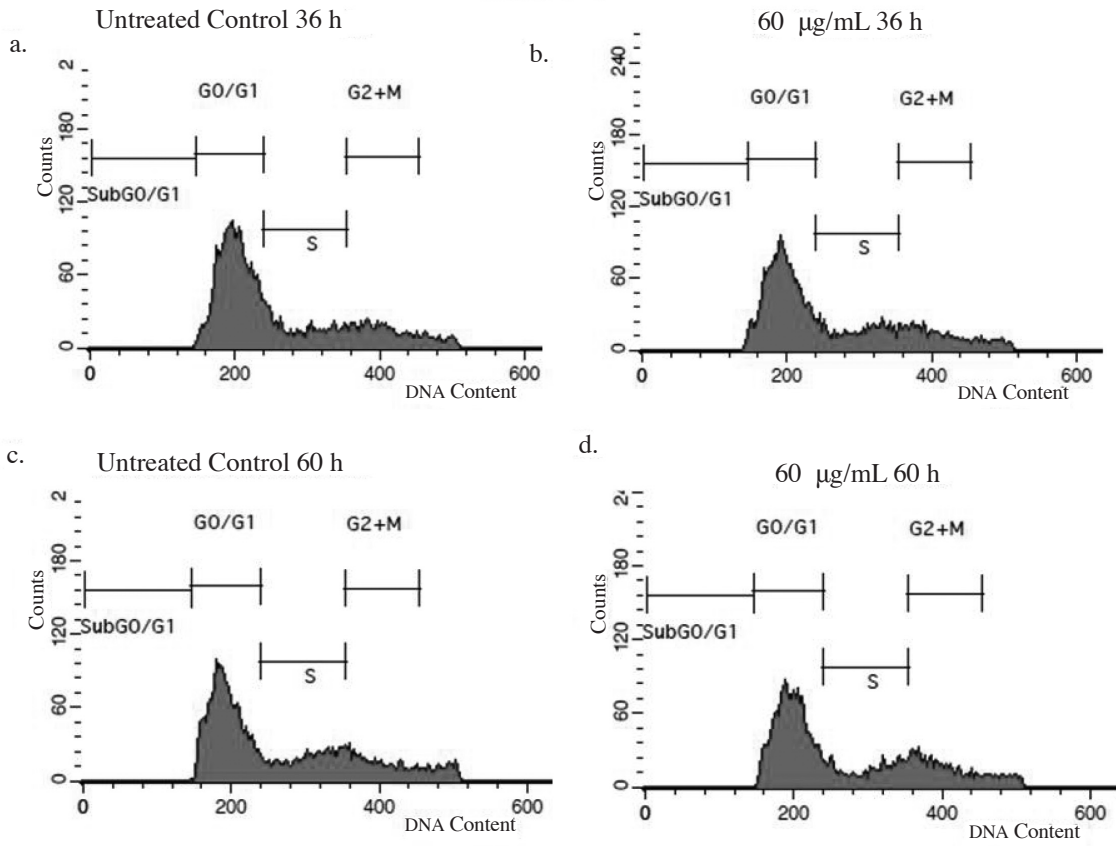 a.
Untreated Control 36 h
Counts
2
180
120
60
0
G0/G1
G2+M
SubG0/G1
S
0
200
400
600
DNA Content
b.
60 µg/mL 36 h
240
180
120
60
0
G0/G1
G2+M
SubG0/G1
S
0
200
400
600
DNA Content
c.
Untreated Control 60 h
Counts
2
180
120
60
0
G0/G1
G2+M
SubG0/G1
S
0
200
400
600
DNA Content
d.
60 µg/mL 60 h
Counts
24
180
120
60
0
G0/G1
G2+M
SubG0/G1
S
0
200
400
600
DNA Content